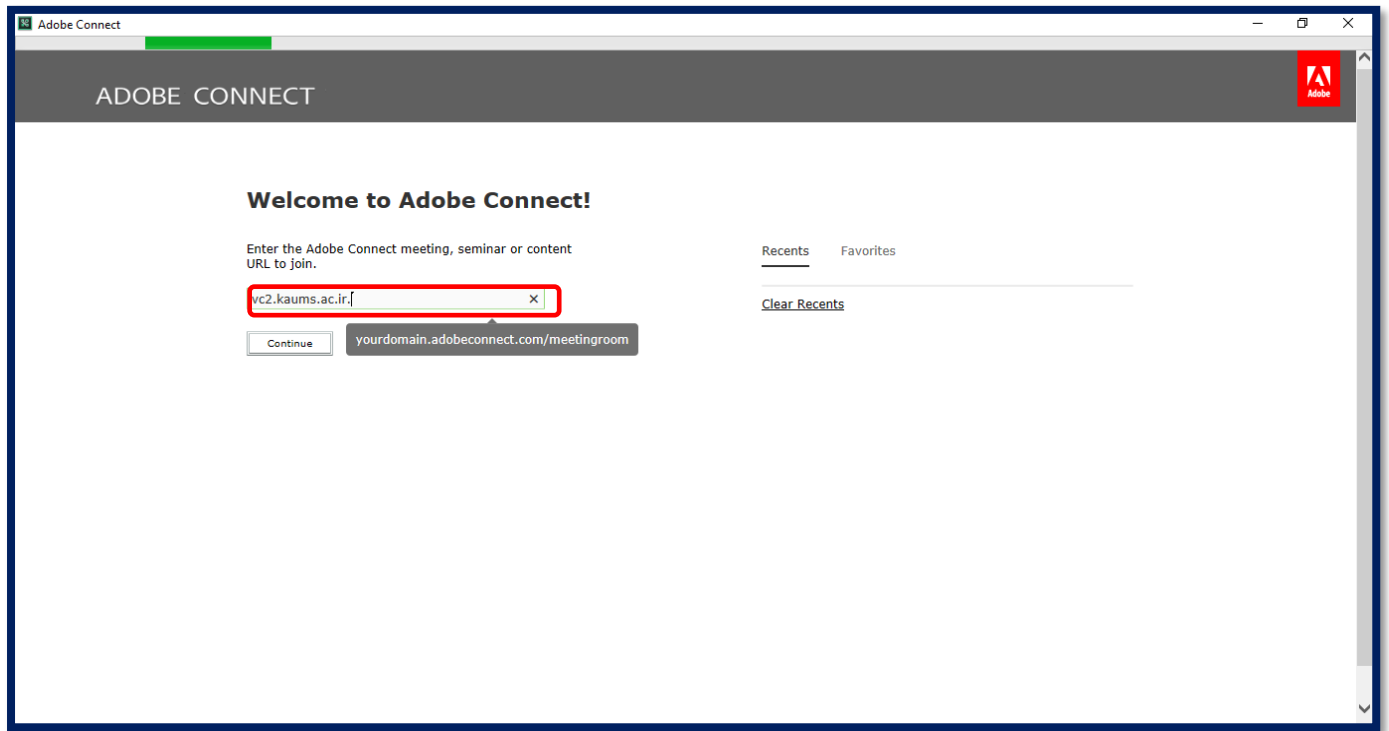 Adobe Connect
ADOBE CONNECT
Adobe
Welcome to Adobe Connect!
Enter the Adobe Connect meeting, seminar or content
URL to join.
Recents Favorites
vc2.kaums.ac.ir.
Clear Recents
Continue
yourdomain.adobeconnect.com/meetingroom